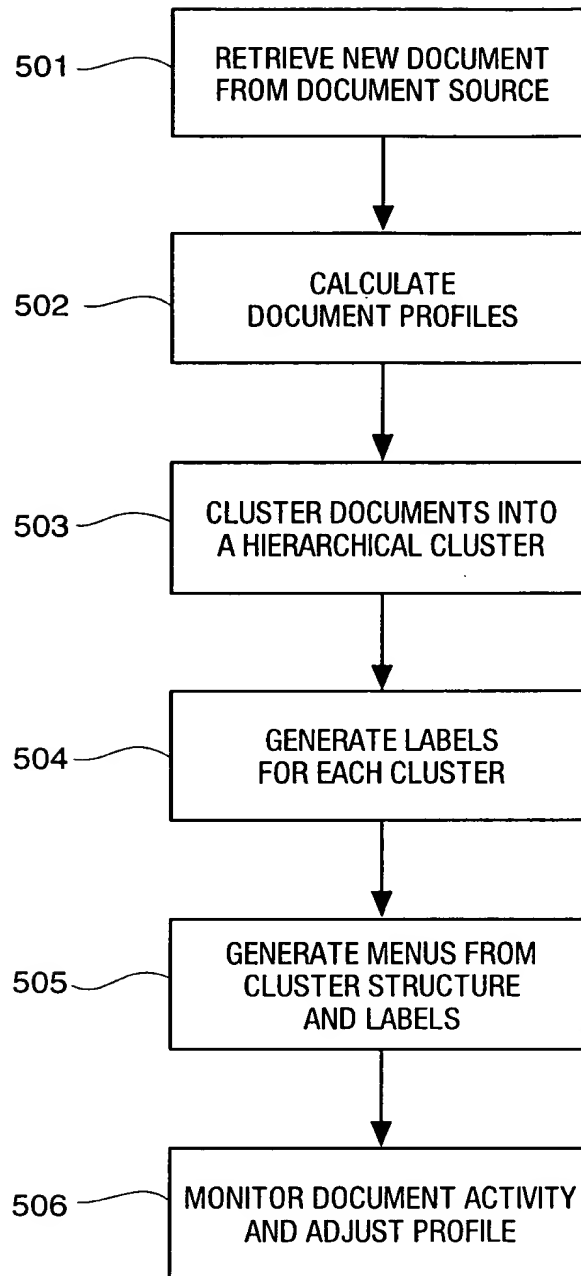 501
RETRIEVE NEW DOCUMENT
FROM DOCUMENT SOURCE
502
CALCULATE
DOCUMENT PROFILES
503
CLUSTER DOCUMENTS INTO
A HIERARCHICAL CLUSTER
504
GENERATE LABELS
FOR EACH CLUSTER
505
GENERATE MENUS FROM
CLUSTER STRUCTURE
AND LABELS
506
MONITOR DOCUMENT ACTIVITY
AND ADJUST PROFILE